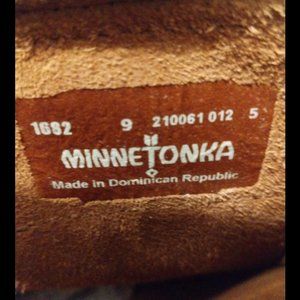 1682 9 210061 012 5
MINNETONKA
Made in Dominican Republic